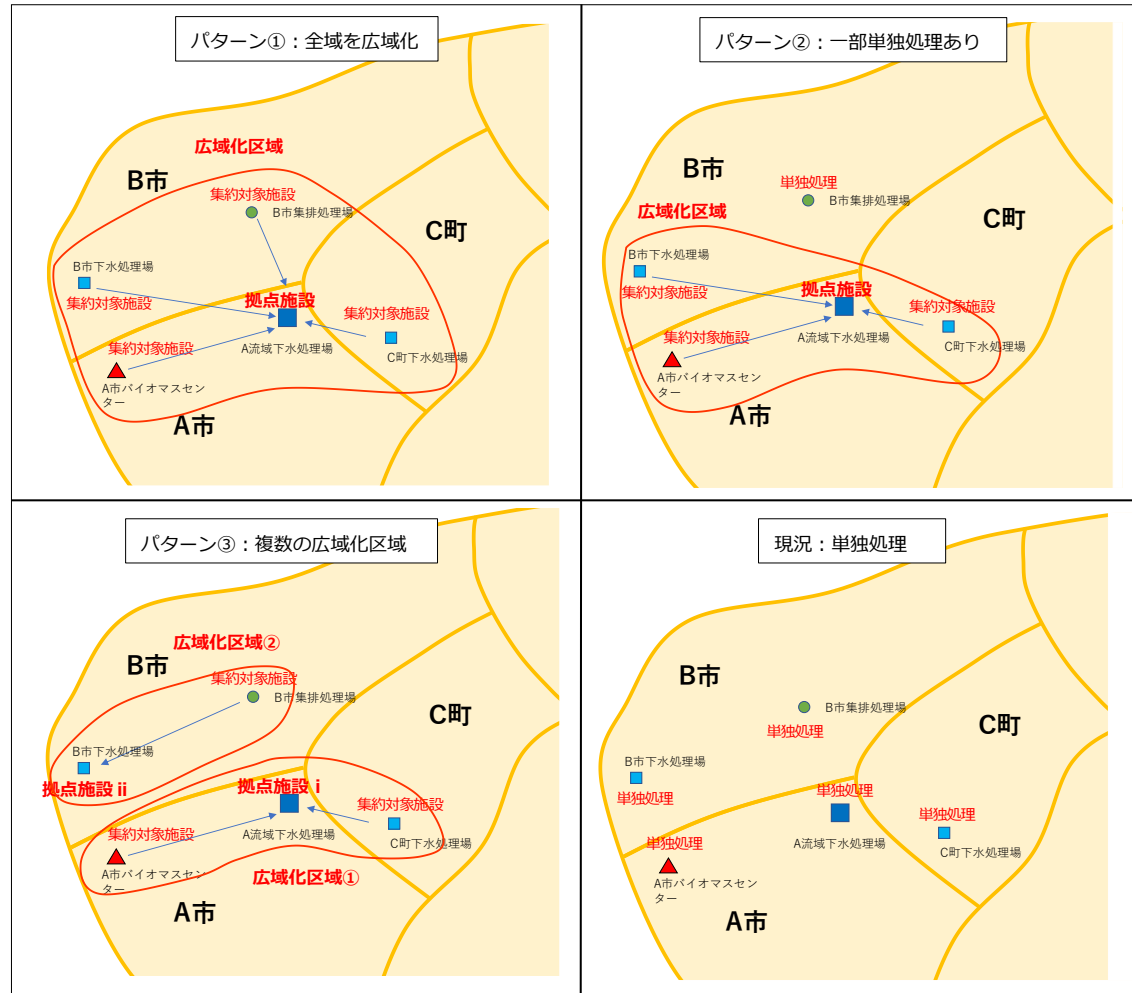 パターン①：全域を広域化
広域化区域
B市
集約対象施設
B市集排処理場
C町
B市下水処理場
集約対象施設
拠点施設
集約対象施設
A流域下水処理場
C町下水処理場
集約対象施設
A市バイオマスセン
ター
A市
パターン②：一部単独処理あり
B市
単独処理
B市集排処理場
広域化区域
C町
B市下水処理場
集約対象施設
拠点施設
集約対象施設
A流域下水処理場
C町下水処理場
集約対象施設
A市バイオマスセン
ター
A市
パターン③：複数の広域化区域
広域化区域②
B市
集約対象施設
B市集排処理場
C町
B市下水処理場
拠点施設 ii
拠点施設 i
集約対象施設
A流域下水処理場
C町下水処理場
集約対象施設
A市バイオマスセン
ター
広域化区域①
A市
現況：単独処理
B市
B市集排処理場
単独処理
C町
B市下水処理場
単独処理
単独処理
A流域下水処理場
単独処理
C町下水処理場
単独処理
A市バイオマスセン
ター
A市